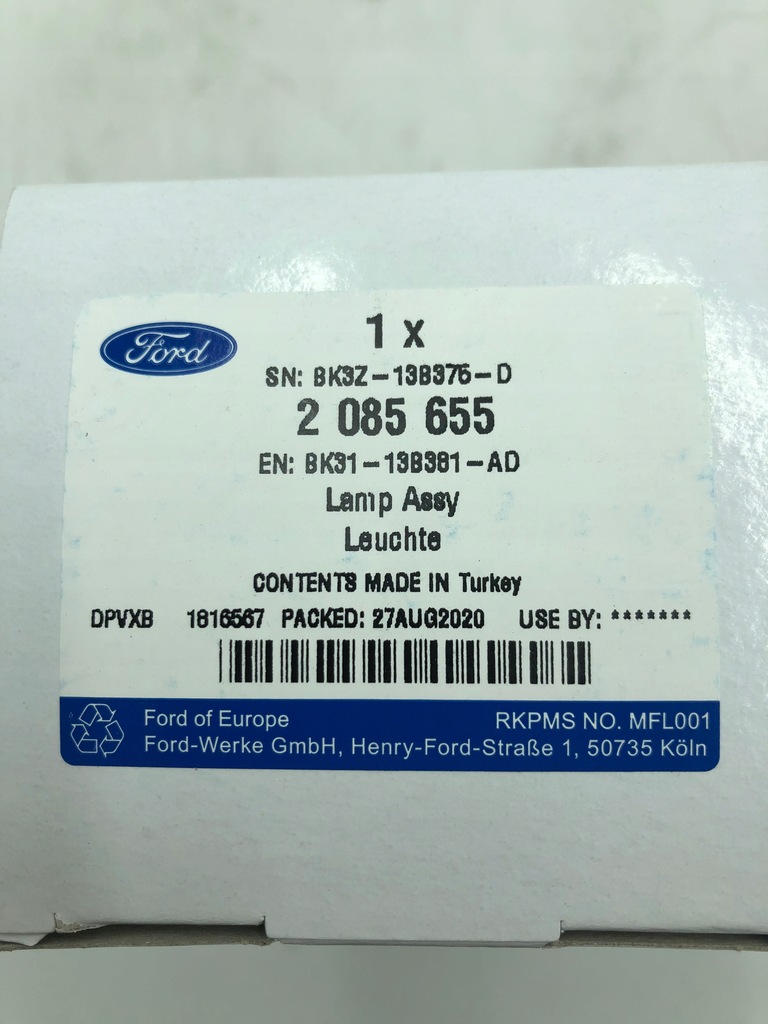 Ford
1 x
SN: BK3Z-13B376-D
2 085 655
EN: BK31-13B381-AD
Lamp Assy
Leuchte
CONTENTS MADE IN Turkey
DPVXB 1816567 PACKED: 27AUG2020 USE BY: *******
Ford of Europe RKPMS NO. MFL001
Ford-Werke GmbH, Henry-Ford-Straße 1, 50735 Köln